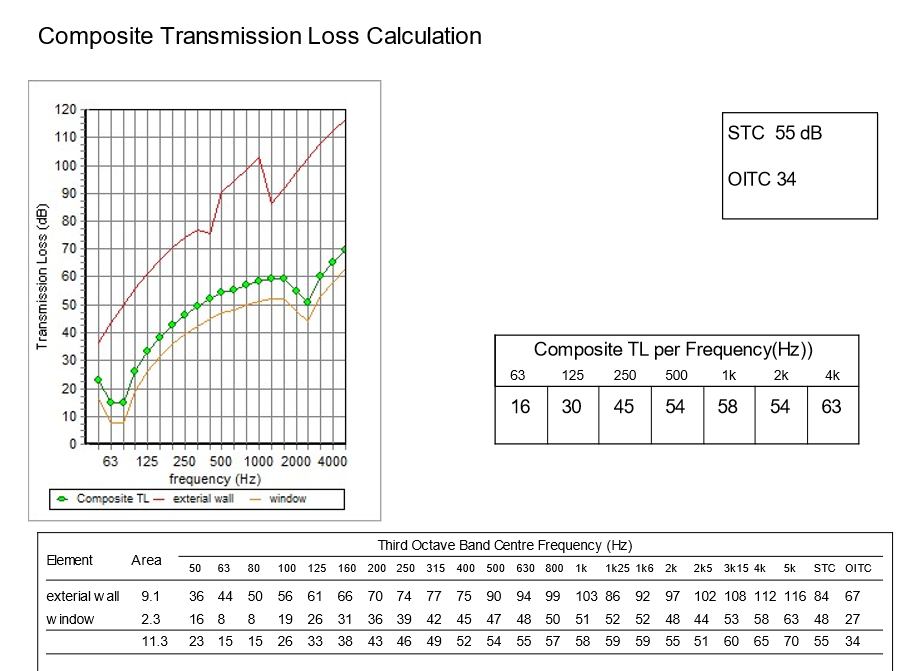 Composite Transmission Loss Calculation
120
110
100
90
80
70
60
50
40
30
20
10
0
Transmission Loss (dB)
63 125 250 500 1000 2000 4000
frequency (Hz)
Composite TL exterial wall window
STC 55 dB
OITC 34
Composite TL per Frequency(Hz))
63 125 250 500 1k 2k 4k
16 30 45 54 58 54 63
Third Octave Band Centre Frequency (Hz)
Element Area
50 63 80 100 125 160 200 250 315 400 500 630 800 1k 1k25 1k6 2k 2k5 3k15 4k 5k STC OITC
exterial wall 9.1 36 44 50 56 61 66 70 74 77 75 90 94 99 103 86 92 97 102 108 112 116 84 67
window 2.3 16 8 8 19 26 31 36 39 42 45 47 48 50 51 52 52 48 44 53 58 63 48 27
11.3 23 15 15 26 33 38 43 46 49 52 54 55 57 58 59 59 55 51 60 65 70 55 34